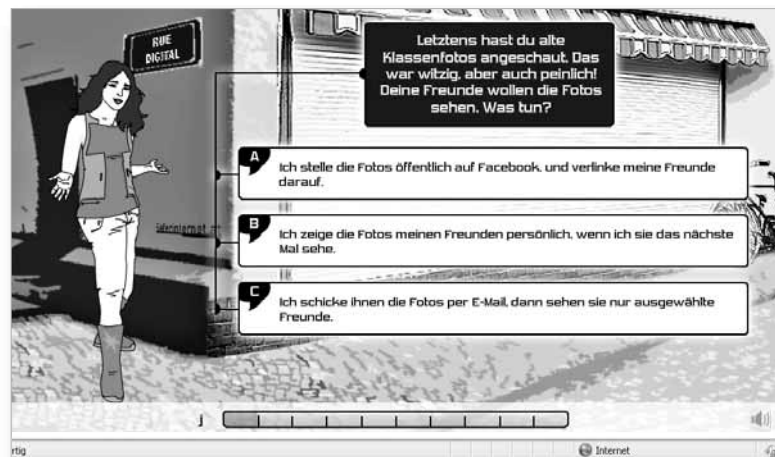 RUE
DIGITAL
Letztens hast du alte
Klassenfotos angeschaut. Das
war witzig, aber auch peinlich!
Deine Freunde wollen die Fotos
sehen. Was tun?
A
Ich stelle die Fotos öffentlich auf Facebook. und verlinke meine Freunde
darauf.
B
Ich zeige die Fotos meinen Freunden persönlich, wenn ich sie das nächste
Mal sehe.
C
Ich schicke ihnen die Fotos per E-Mail, dann sehen sie nur ausgewählte
Freunde.
rtig
Internet